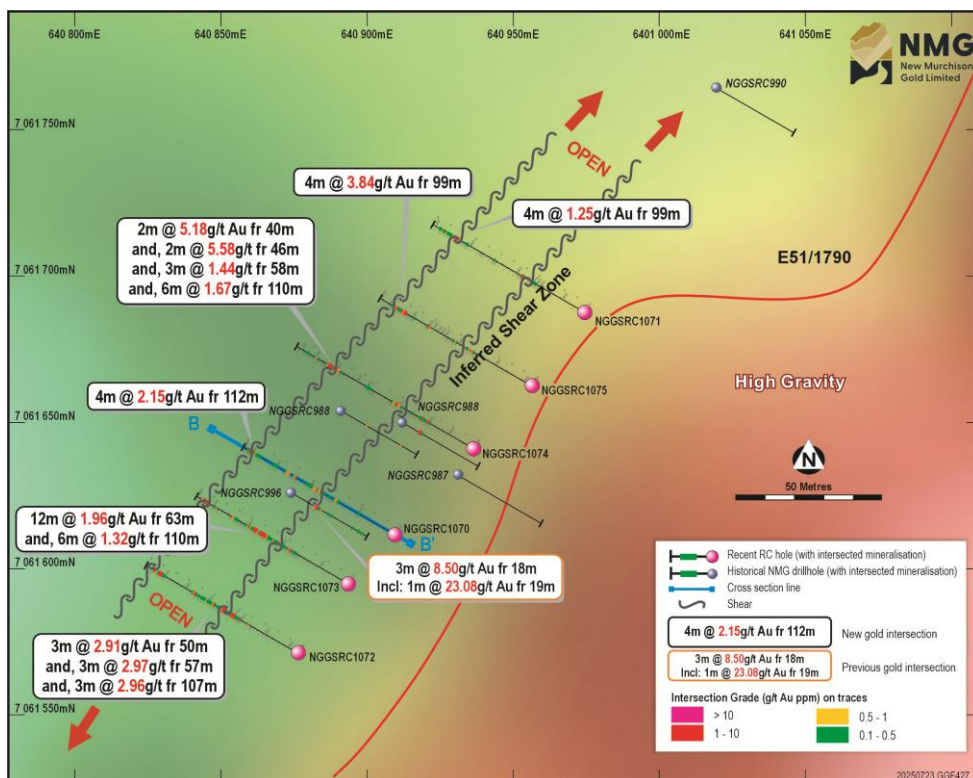 640 800mE
640 850mE
640 900mE
640 950mE
6401 000mE
641 050mE
NMG
New Murchison
Gold Limited
NGGSRC990
7 061 750mN
OPEN
4m @ 3.84g/t Au fr 99m
4m @ 1.25g/t Au fr 99m
2m @ 5.18g/t Au fr 40m
and, 2m @ 5.58g/t fr 46m
and, 3m @ 1.44g/t fr 58m
and, 6m @ 1.67g/t fr 110m
E51/1790
7 061 700mN
Inferred Shear Zone
NGGSRC1071
NGGSRC1075
High Gravity
4m @ 2.15g/t Au fr 112m
NGGSRC988
NGGSRC988
7 061 650mN
B
NGGSRC1074
NGGSRC987
N
50 Metres
NGGSRC996
12m @ 1.96g/t Au fr 63m
and, 6m @ 1.32g/t fr 110m
NGGSRC1070
B'
3m @ 8.50g/t Au fr 18m
Incl: 1m @ 23.08g/t Au fr 19m
7 061 600mN
NGGSRC1073
OPEN
3m @ 2.91g/t Au fr 50m
and, 3m @ 2.97g/t fr 57m
and, 3m @ 2.96g/t fr 107m
NGGSRC1072
7 061 550mN
Recent RC hole (with intersected mineralisation)
Historical NMG drillhole (with intersected mineralisation)
Cross section line
Shear
4m @ 2.15g/t Au fr 112m
New gold intersection
3m @ 8.50g/t Au fr 18m
Incl: 1m @ 23.08g/t Au fr 19m
Previous gold intersection
Intersection Grade (g/t Au ppm) on traces
> 10
0.5 - 1
1 - 10
0.1 - 0.5
20250723 GGF427